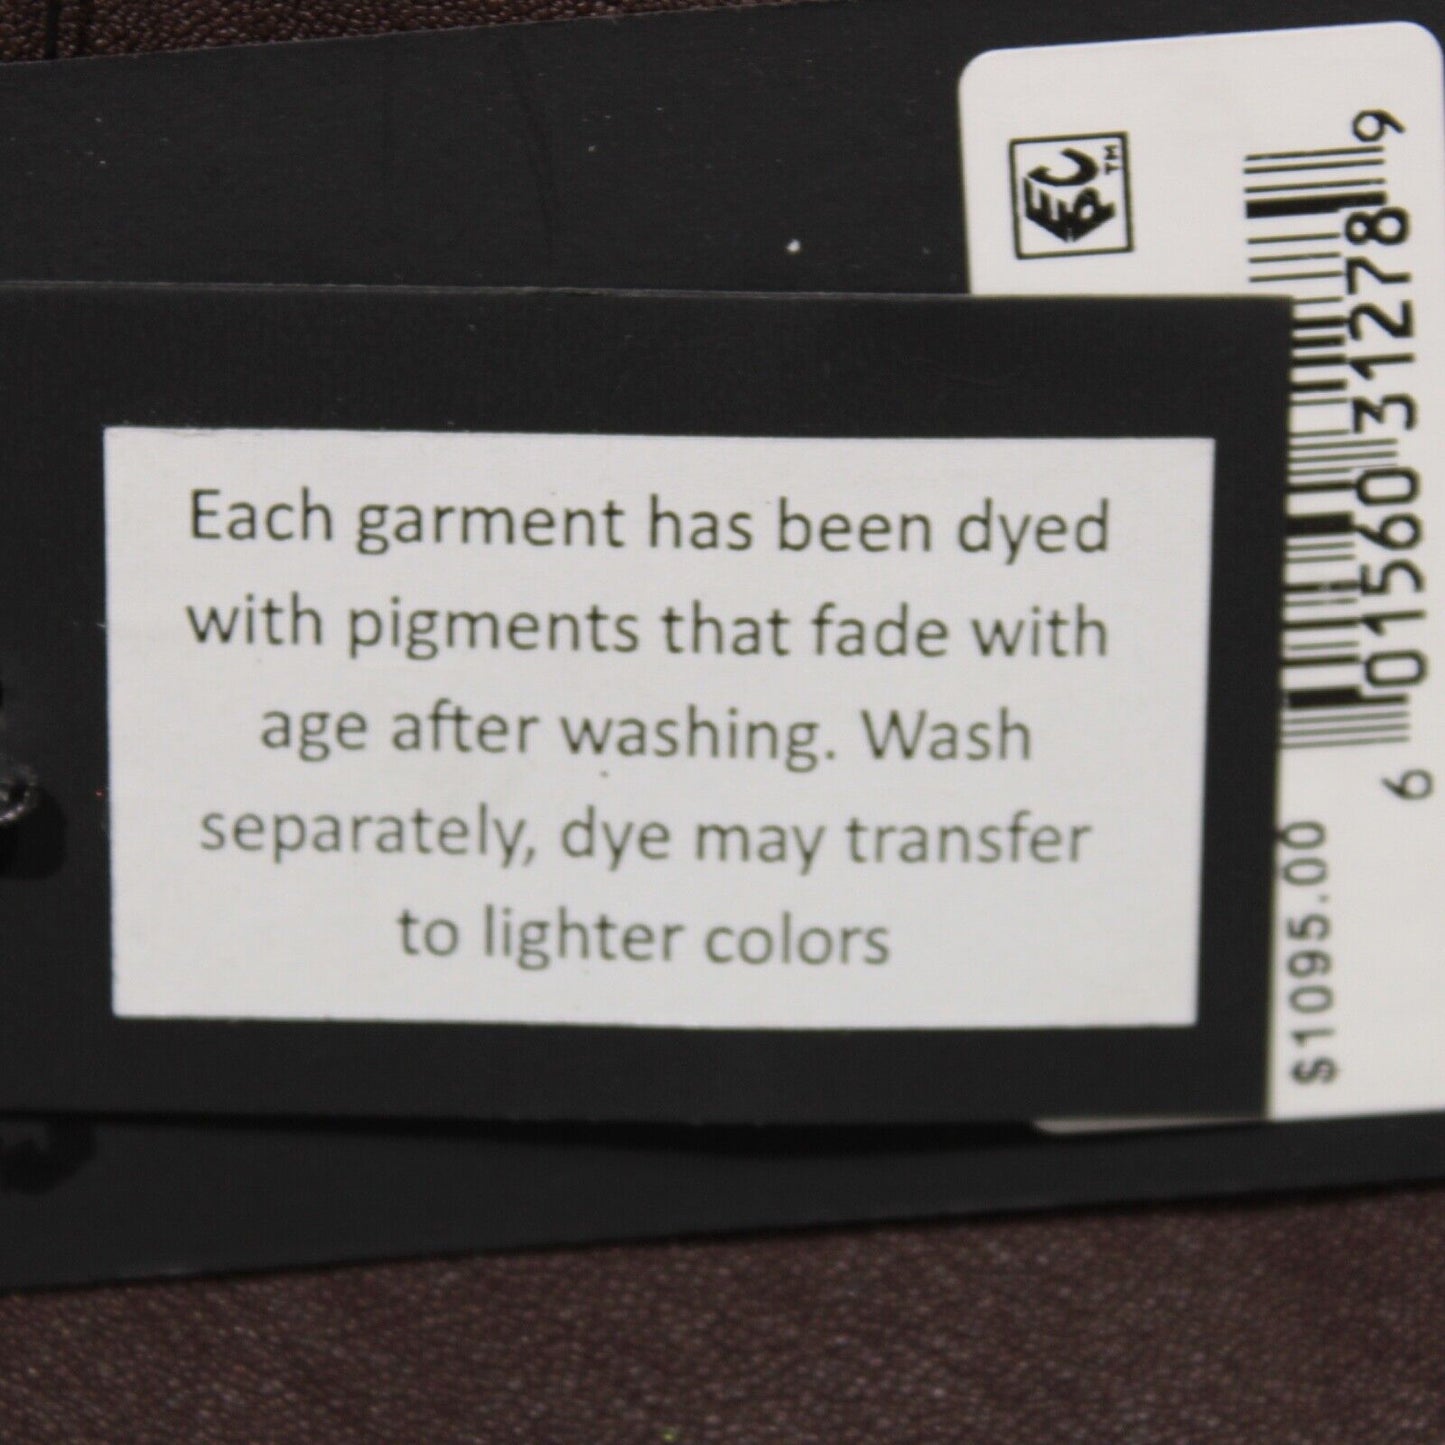 Each garment has been dyed
with pigments that fade with
age after washing. Wash
separately, dye may transfer
to lighter colors
EPC™
6 01560 31278 9
$1095.00